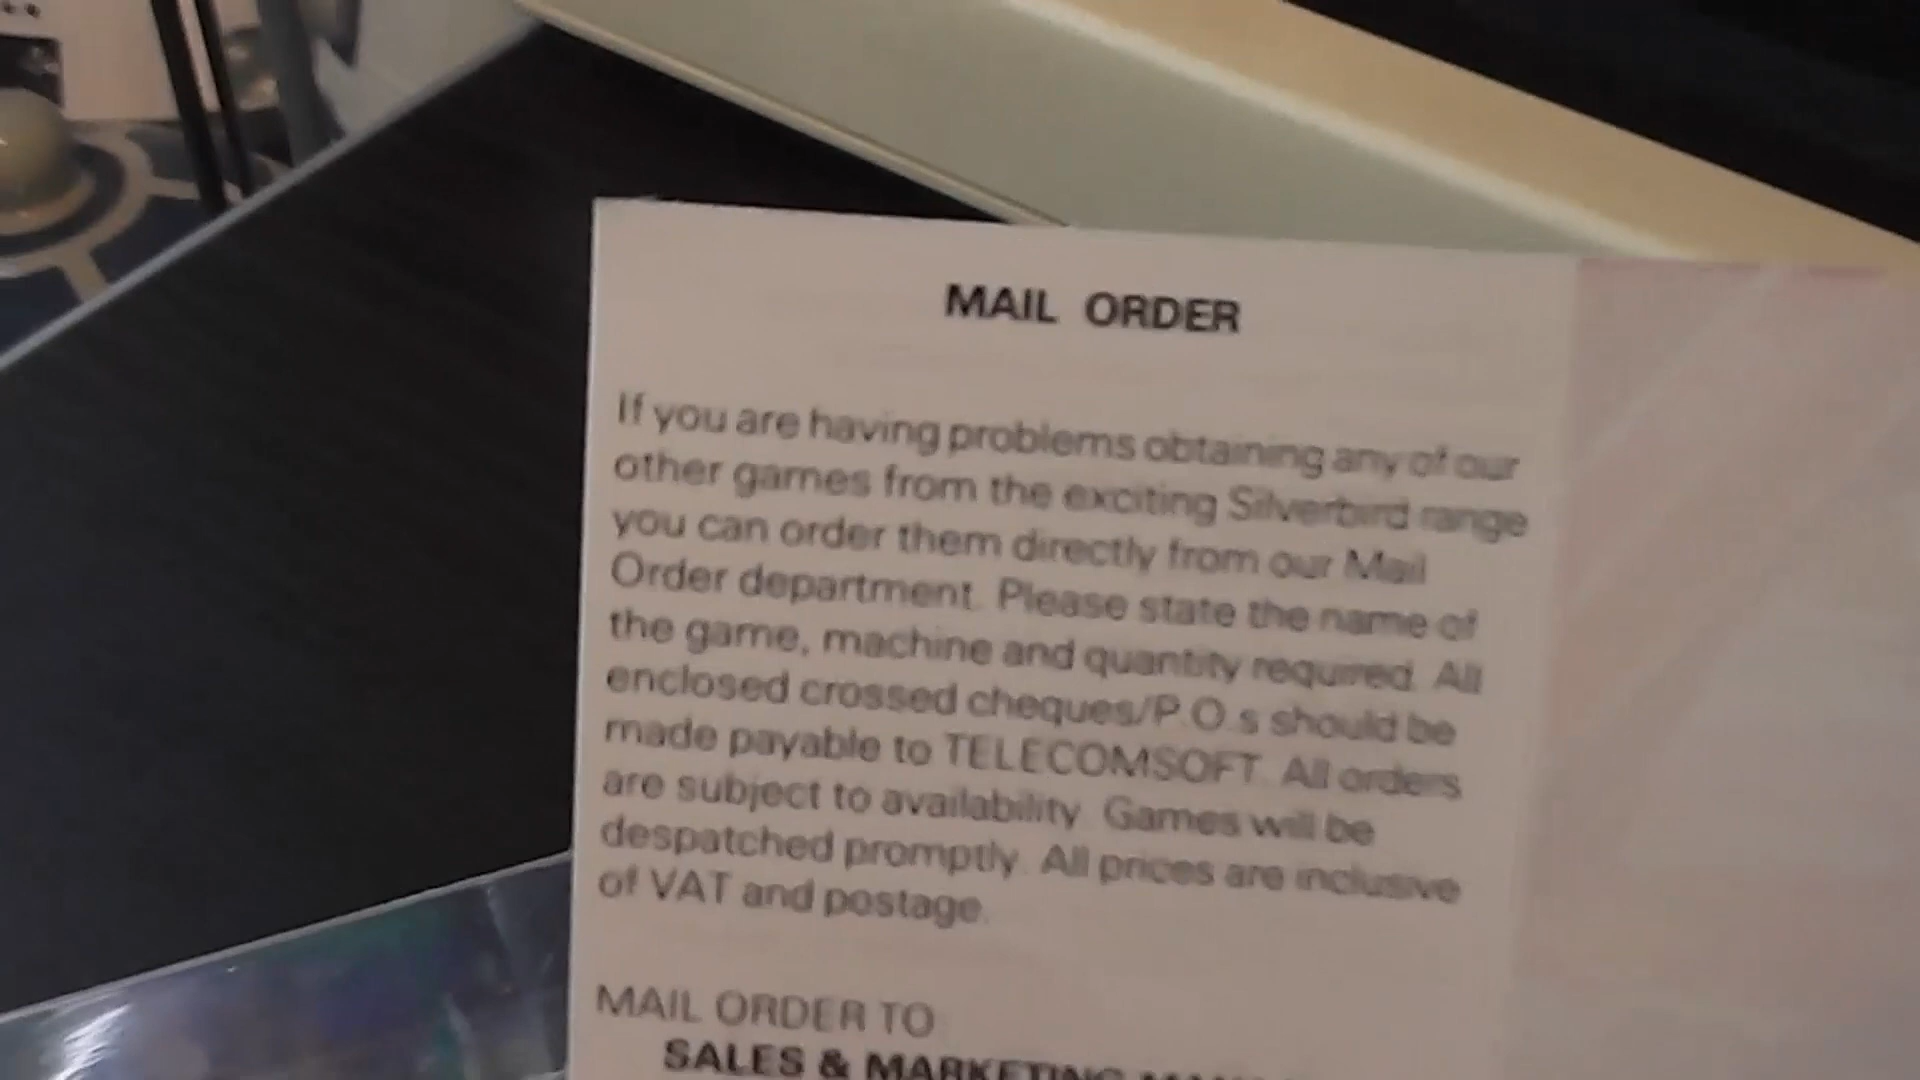 MAIL ORDER
If you are having problems obtaining any of our
other games from the exciting Silverbird range
you can order them directly from our Mail
Order department. Please state the name of
the game, machine and quantity required. All
enclosed crossed cheques/P.O.s should be
made payable to TELECOMSOFT. All orders
are subject to availability. Games will be
despatched promptly. All prices are inclusive
of VAT and postage.
MAIL ORDER TO
SALES & MARKETING